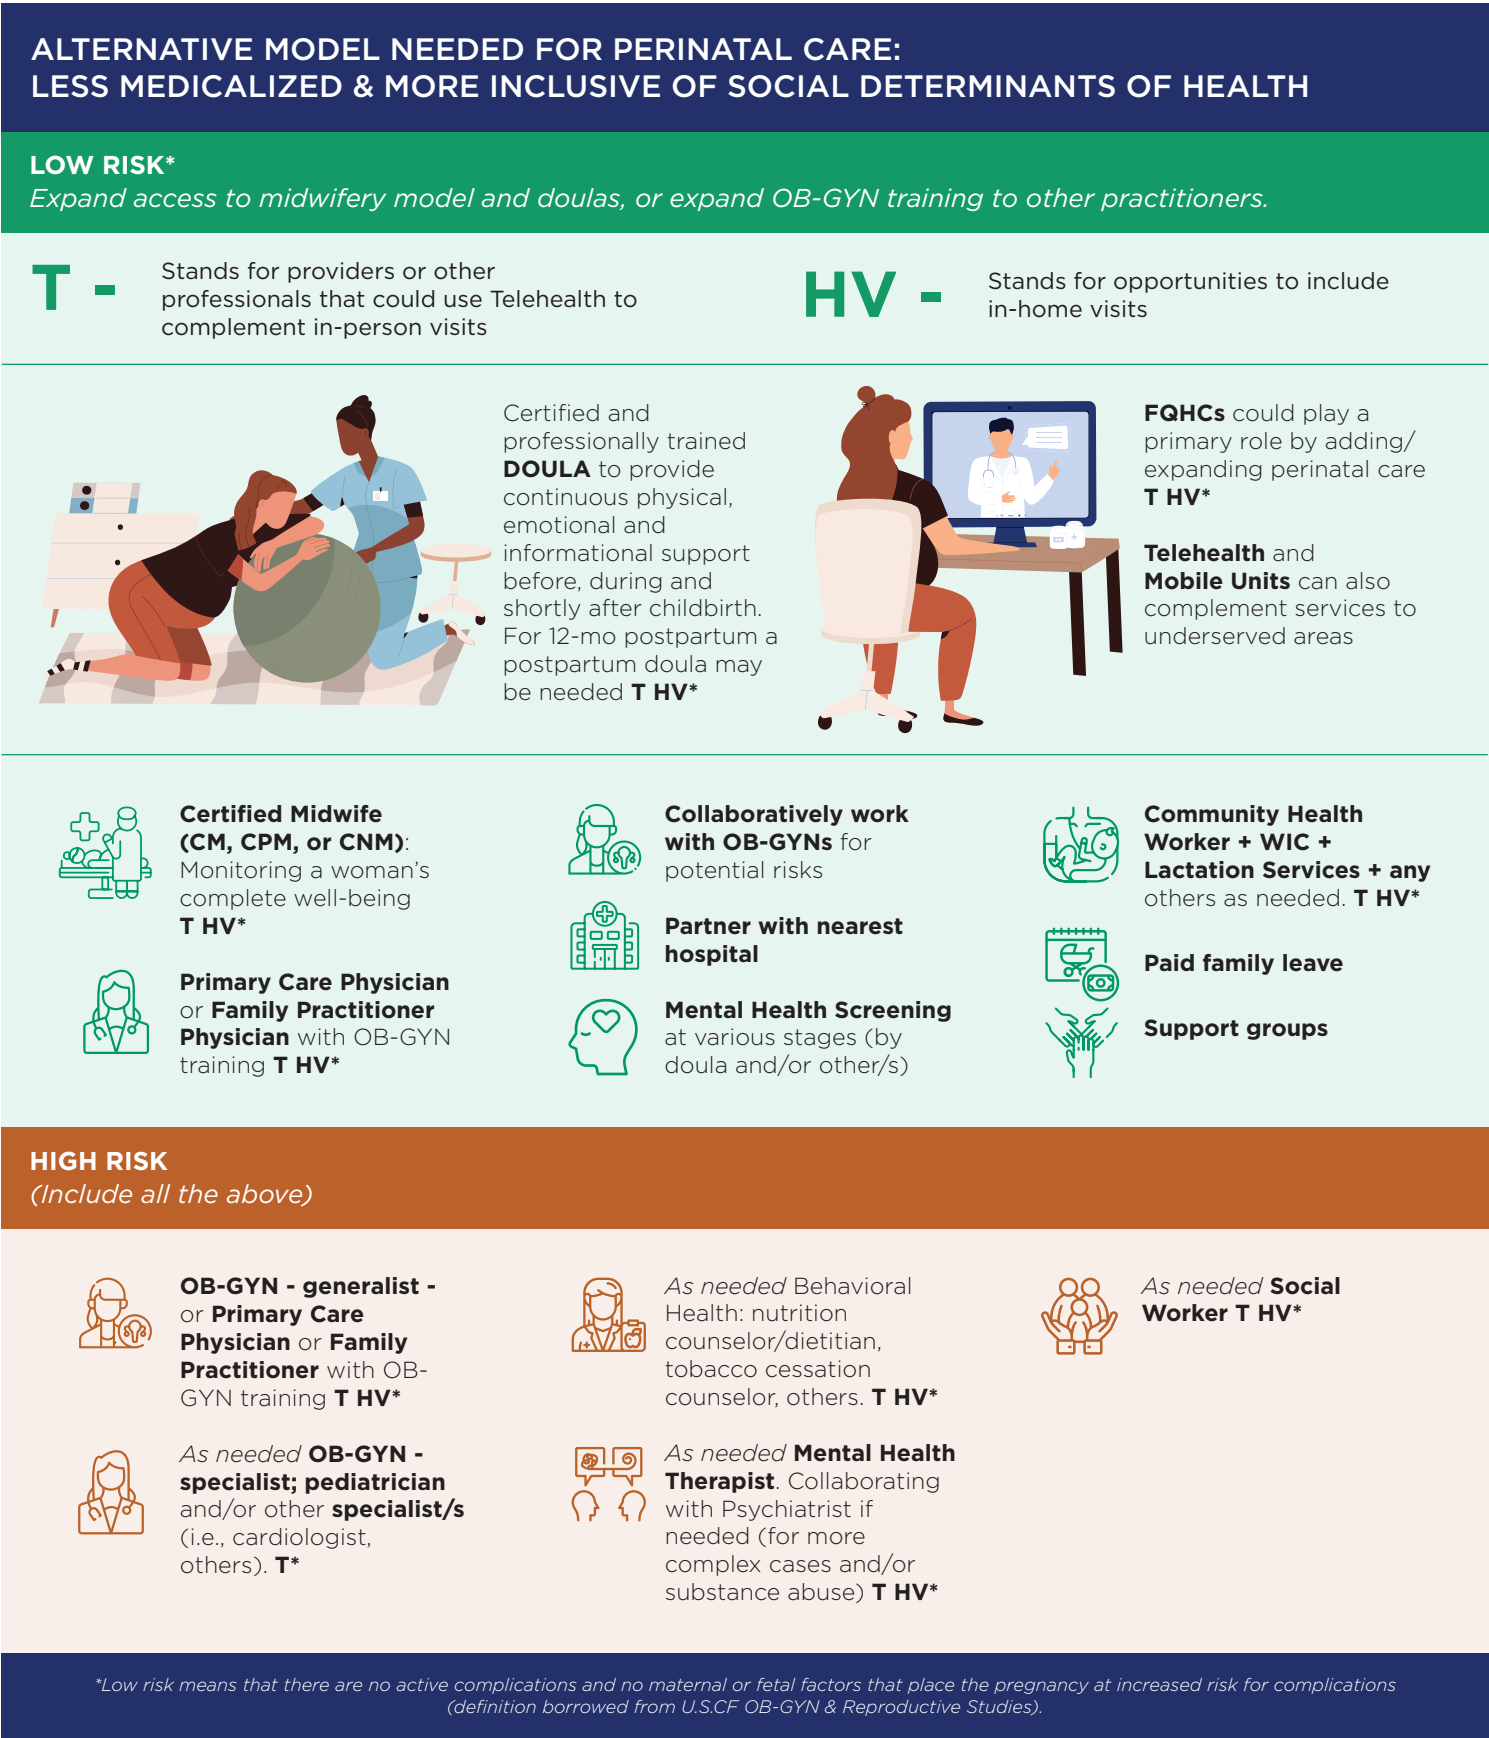 ALTERNATIVE MODEL NEEDED FOR PERINATAL CARE:
LESS MEDICALIZED & MORE INCLUSIVE OF SOCIAL DETERMINANTS OF HEALTH
LOW RISK*
Expand access to midwifery model and doulas, or expand OB-GYN training to other practitioners.
T -
Stands for providers or other
professionals that could use Telehealth to
complement in-person visits
HV -
Stands for opportunities to include
in-home visits
Certified and
professionally trained
DOULA to provide
continuous physical,
emotional and
informational support
before, during and
shortly after childbirth.
For 12-mo postpartum a
postpartum doula may
be needed T HV*
FQHCs could play a
primary role by adding/
expanding perinatal care
T HV*
Telehealth and
Mobile Units can also
complement services to
underserved areas
Certified Midwife
(CM, CPM, or CNM):
Monitoring a woman's
complete well-being
T HV*
Primary Care Physician
or Family Practitioner
Physician with OB-GYN
training T HV*
Collaboratively work
with OB-GYNs for
potential risks
Partner with nearest
hospital
Mental Health Screening
at various stages (by
doula and/or other/s)
Community Health
Worker + WIC +
Lactation Services + any
others as needed. T HV*
Paid family leave
Support groups
HIGH RISK
(Include all the above)
OB-GYN - generalist -
or Primary Care
Physician or Family
Practitioner with OB-
GYN training T HV*
As needed OB-GYN -
specialist; pediatrician
and/or other specialist/s
(i.e., cardiologist,
others). T*
As needed Behavioral
Health: nutrition
counselor/dietitian,
tobacco cessation
counselor, others. T HV*
As needed Mental Health
Therapist. Collaborating
with Psychiatrist if
needed (for more
complex cases and/or
substance abuse) T HV*
As needed Social
Worker T HV*
*Low risk means that there are no active complications and no maternal or fetal factors that place the pregnancy at increased risk for complications
(definition borrowed from U.S.CF OB-GYN & Reproductive Studies).